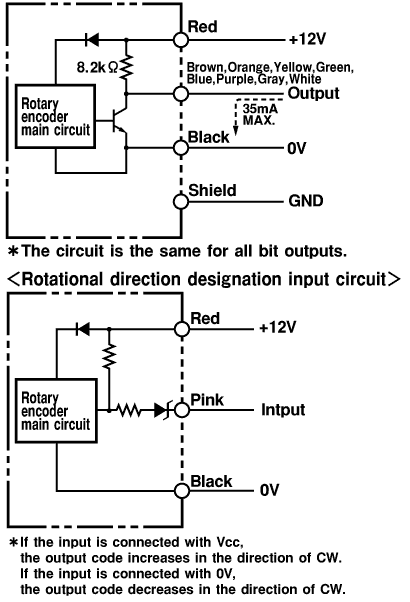 Red
+12V
8.2kΩ
Brown,Orange,Yellow,Green,
Blue,Purple,Gray,White
Output
Rotary
encoder
main circuit
35mA
MAX.
Black
0V
Shield
GND
*The circuit is the same for all bit outputs.
<Rotational direction designation input circuit>
Red
+12V
Rotary
encoder
main circuit
Pink
Intput
Black
0V
*If the input is connected with Vcc,
the output code increases in the direction of CW.
If the input is connected with 0V,
the output code decreases in the direction of CW.